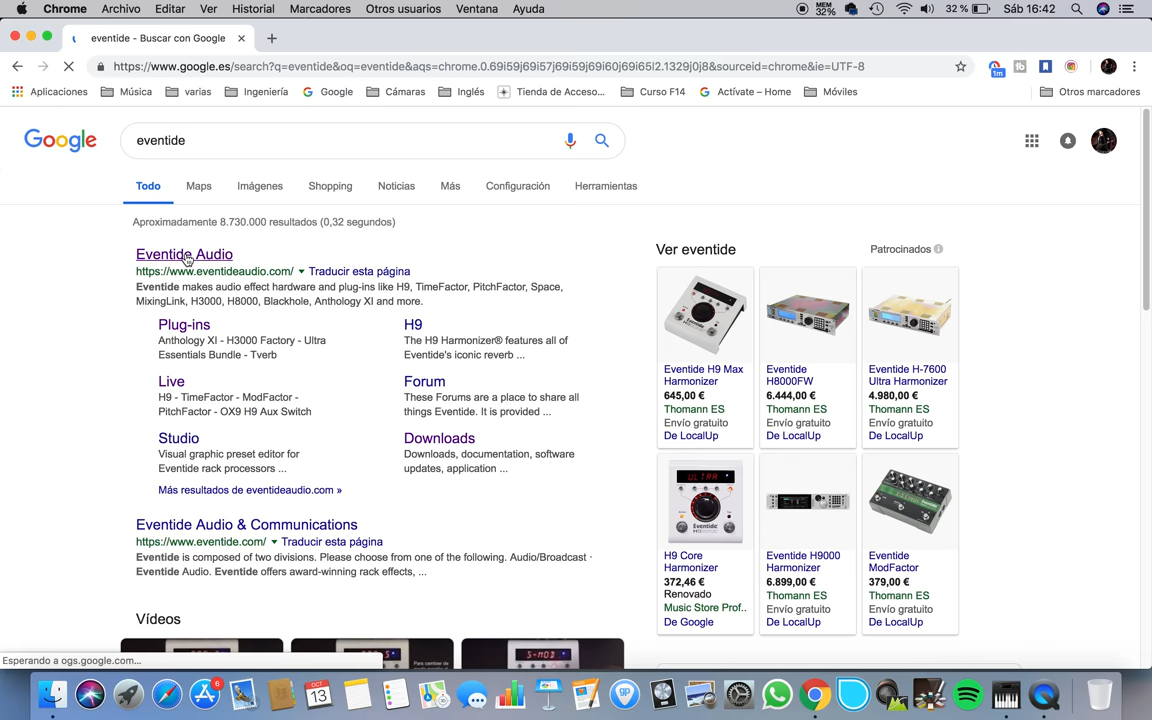 Chrome Archivo Editar Ver Historial Marcadores Otros usuarios Ventana Ayuda MEM 32% 32 % Sáb 16:42
eventide - Buscar con Google
https://www.google.es/search?q=eventide&oq=eventide&aqs=chrome.0.69i59j69i57j69i59j69i60j69i65l2.1329j0j8&sourceid=chrome&ie=UTF-8 1m
Aplicaciones Música varias Ingeniería Google Cámaras Inglés Tienda de Acceso... Curso F14 Actívate – Home Móviles Otros marcadores
Google eventide
Todo Maps Imágenes Shopping Noticias Más Configuración Herramientas
Aproximadamente 8.730.000 resultados (0,32 segundos)
Eventide Audio
https://www.eventideaudio.com/ Traducir esta página
Eventide makes audio effect hardware and plug-ins like H9, TimeFactor, PitchFactor, Space,
MixingLink, H3000, H8000, Blackhole, Anthology XI and more.
Plug-ins
Anthology XI - H3000 Factory - Ultra
Essentials Bundle - Tverb
H9
The H9 Harmonizer® features all of
Eventide's iconic reverb ...
Live
H9 - TimeFactor - ModFactor -
PitchFactor - OX9 H9 Aux Switch
Forum
These Forums are a place to share all
things Eventide. It is provided ...
Studio
Visual graphic preset editor for
Eventide rack processors ...
Downloads
Downloads, documentation, software
updates, application ...
Más resultados de eventideaudio.com »
Eventide Audio & Communications
https://www.eventide.com/ Traducir esta página
Eventide is composed of two divisions. Please choose from one of the following. Audio/Broadcast ·
Eventide Audio. Eventide offers award-winning rack effects, ...
Vídeos
Ver eventide Patrocinados
Eventide H9 Max
Harmonizer
645,00 €
Thomann ES
Envío gratuito
De LocalUp
Eventide
H8000FW
6.444,00 €
Thomann ES
Envío gratuito
De LocalUp
Eventide H-7600
Ultra Harmonizer
4.980,00 €
Thomann ES
Envío gratuito
De LocalUp
H9 Core
Harmonizer
372,46 €
Renovado
Music Store Prof..
De Google
Eventide H9000
Harmonizer
6.899,00 €
Thomann ES
Envío gratuito
De LocalUp
Eventide
ModFactor
379,00 €
Thomann ES
Envío gratuito
De LocalUp
Esperando a ogs.google.com...
6
OCT
13